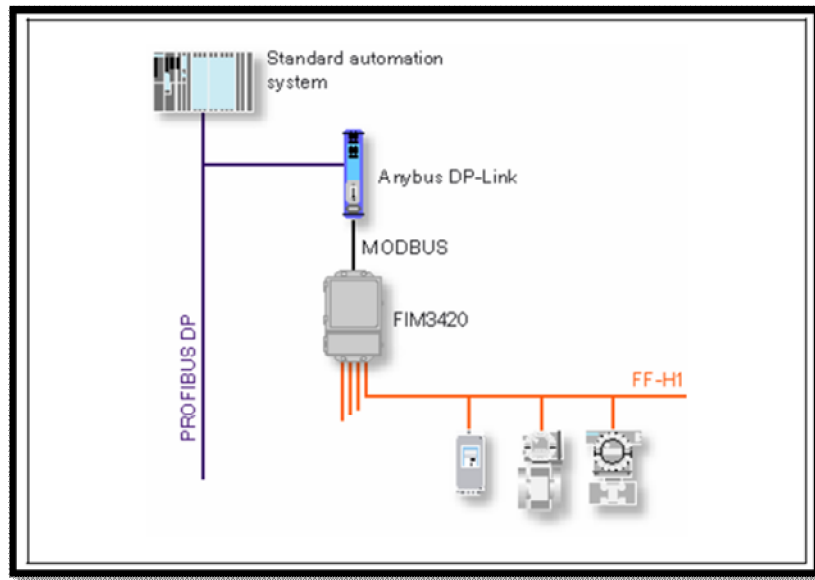 Standard automation
system
Anybus DP-Link
MODBUS
FIM3420
PROFIBUS DP
FF-H1